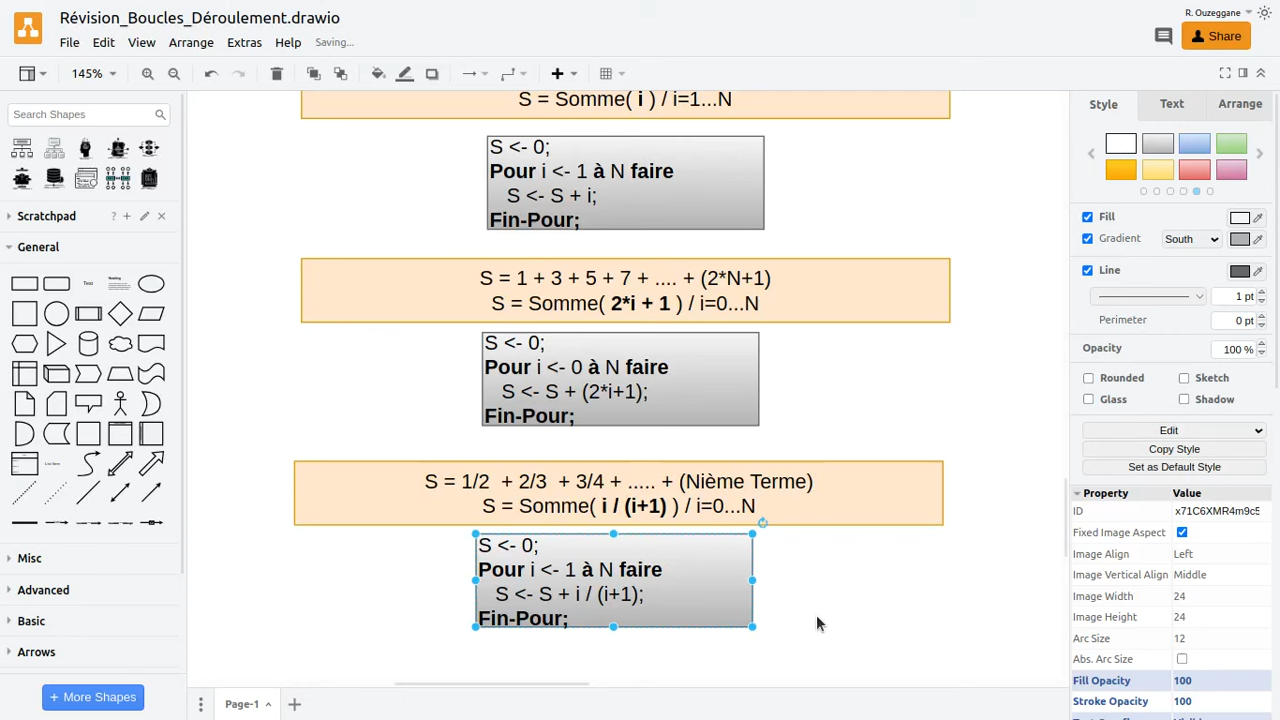 Révision_Boucles_Déroulement.drawio
R. Ouzeggane
File Edit View Arrange Extras Help Saving...
Share
145%
Search Shapes
Scratchpad
General
Text
Heading
List Item
Misc
Advanced
Basic
Arrows
+ More Shapes
S = Somme( i ) / i=1...N
S <- 0;
Pour i <- 1 à N faire
S <- S + i;
Fin-Pour;
S = 1 + 3 + 5 + 7 + .... + (2*N+1)
S = Somme( 2*i + 1 ) / i=0...N
S <- 0;
Pour i <- 0 à N faire
S <- S + (2*i+1);
Fin-Pour;
S = 1/2 + 2/3 + 3/4 + ..... + (Nième Terme)
S = Somme( i / (i+1) ) / i=0...N
S <- 0;
Pour i <- 1 à N faire
S <- S + i / (i+1);
Fin-Pour;
Page-1
Style Text Arrange
Fill
Gradient South
Line
1 pt
Perimeter 0 pt
Opacity 100 %
Rounded Sketch
Glass Shadow
Edit
Copy Style
Set as Default Style
Property Value
ID x71C6XMR4m9c5
Fixed Image Aspect
Image Align Left
Image Vertical Align Middle
Image Width 24
Image Height 24
Arc Size 12
Abs. Arc Size
Fill Opacity 100
Stroke Opacity 100